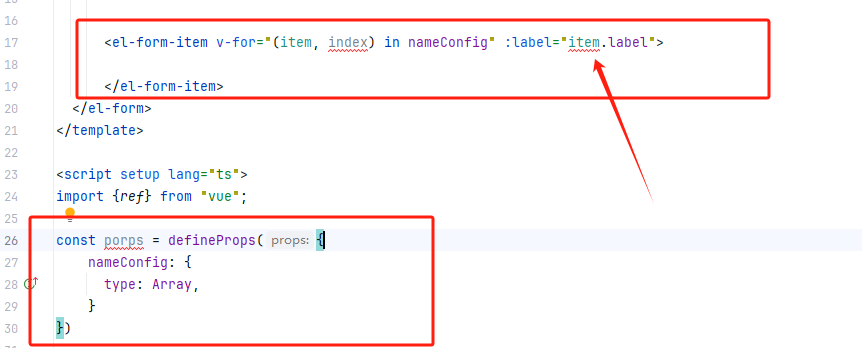 16
17 <el-form-item v-for="(item, index) in nameConfig" :label="item.label">
18
19 </el-form-item>
20 </el-form>
21 </template>
22
23 <script setup lang="ts">
24 import {ref} from "vue";
25
26 const porps = defineProps( props: {
27 nameConfig: {
28 type: Array,
29 }
30 })